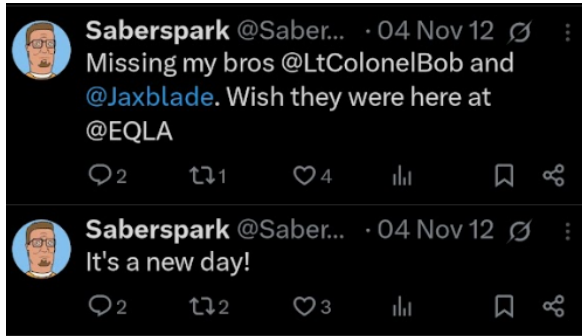 Saberspark @Saber... · 04 Nov 12
Missing my bros @LtColonelBob and
@Jaxblade. Wish they were here at
@EQLA
2 1 4
Saberspark @Saber... · 04 Nov 12
It's a new day!
2 2 3